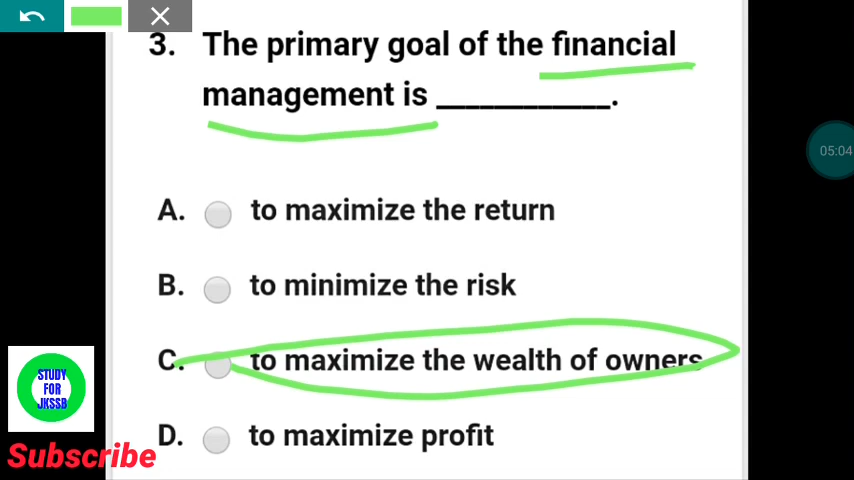 3. The primary goal of the financial
management is ____________.
05:04
A. to maximize the return
B. to minimize the risk
C. to maximize the wealth of owners
D. to maximize profit
STUDY
FOR
JKSSB
Subscribe